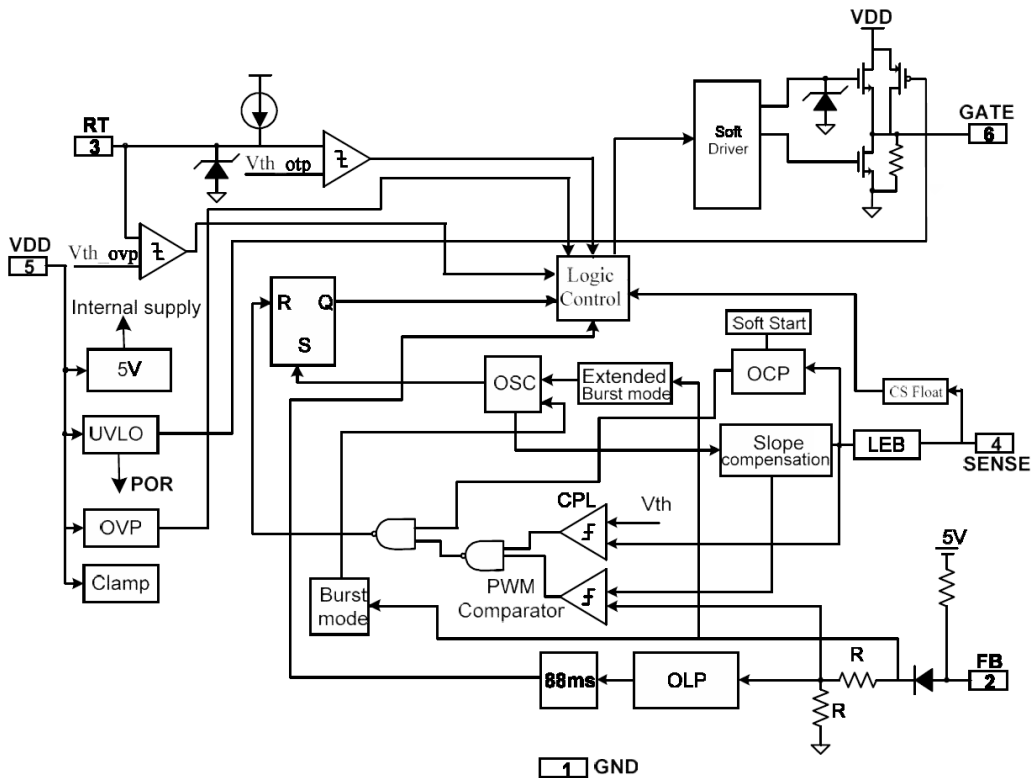 VDD
GATE
6
Soft
Driver
RT
3
Vth_otp
VDD
5
Vth_ovp
Internal supply
5V
UVLO
POR
OVP
Clamp
R
Q
S
Logic
Control
Soft Start
OCP
OSC
Extended
Burst mode
CS Float
Slope
compensation
LEB
4
SENSE
CPL
Vth
PWM
Comparator
Burst
mode
5V
88ms
OLP
R
R
FB
2
1
GND